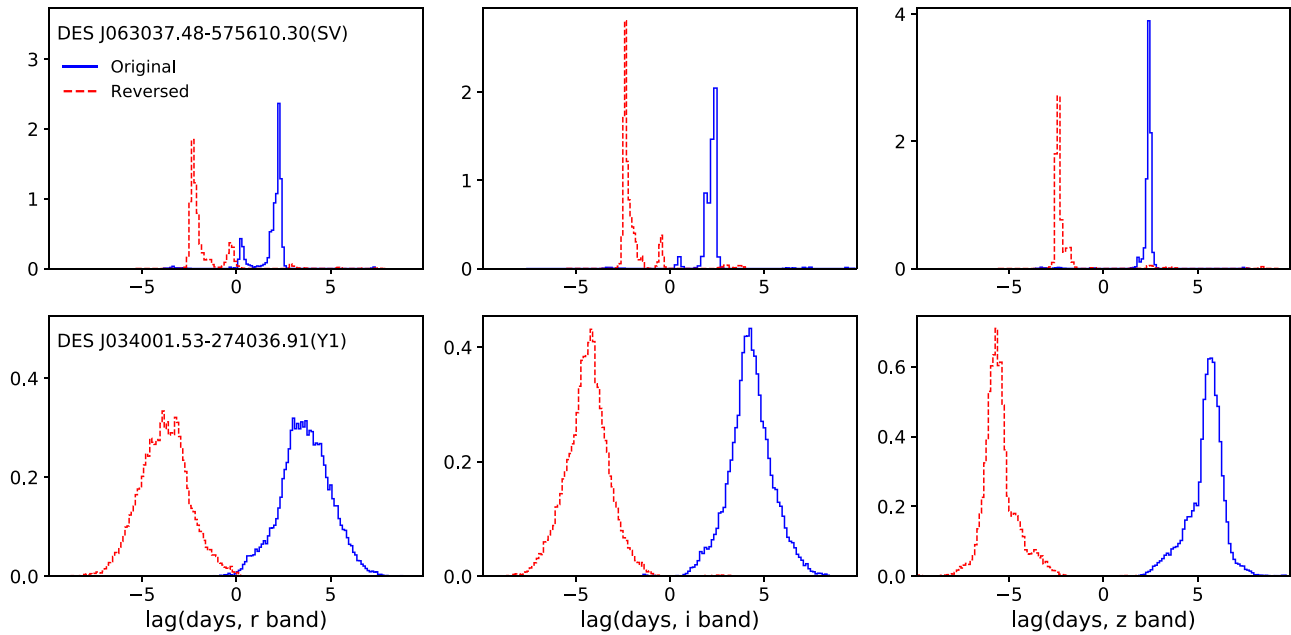 DES J063037.48-575610.30(SV)
Original
Reversed
3
2
1
0
−5 0 5
2
1
0
−5 0 5
4
2
0
−5 0 5
DES J034001.53-274036.91(Y1)
0.4
0.2
0.0
−5 0 5
lag(days, r band)
0.4
0.2
0.0
−5 0 5
lag(days, i band)
0.6
0.4
0.2
0.0
−5 0 5
lag(days, z band)